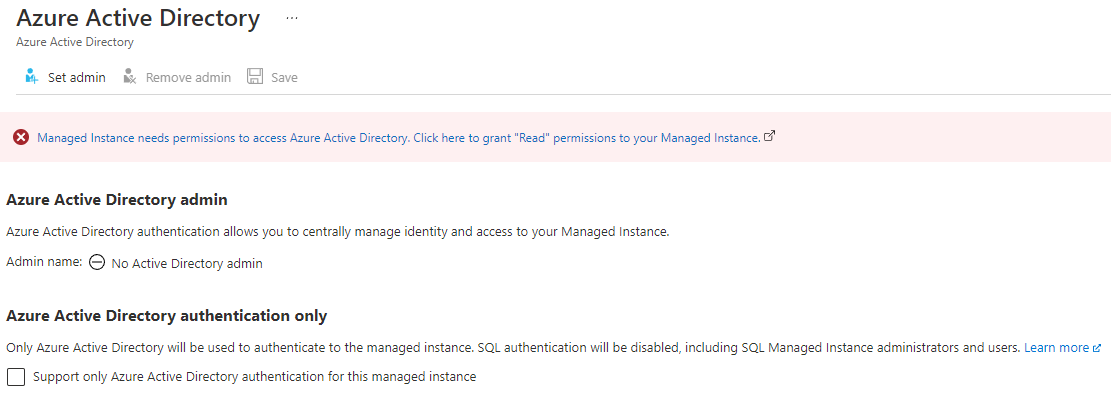 Azure Active Directory ...
Azure Active Directory
Set admin Remove admin Save
Managed Instance needs permissions to access Azure Active Directory. Click here to grant "Read" permissions to your Managed Instance.
Azure Active Directory admin
Azure Active Directory authentication allows you to centrally manage identity and access to your Managed Instance.
Admin name: No Active Directory admin
Azure Active Directory authentication only
Only Azure Active Directory will be used to authenticate to the managed instance. SQL authentication will be disabled, including SQL Managed Instance administrators and users. Learn more
Support only Azure Active Directory authentication for this managed instance